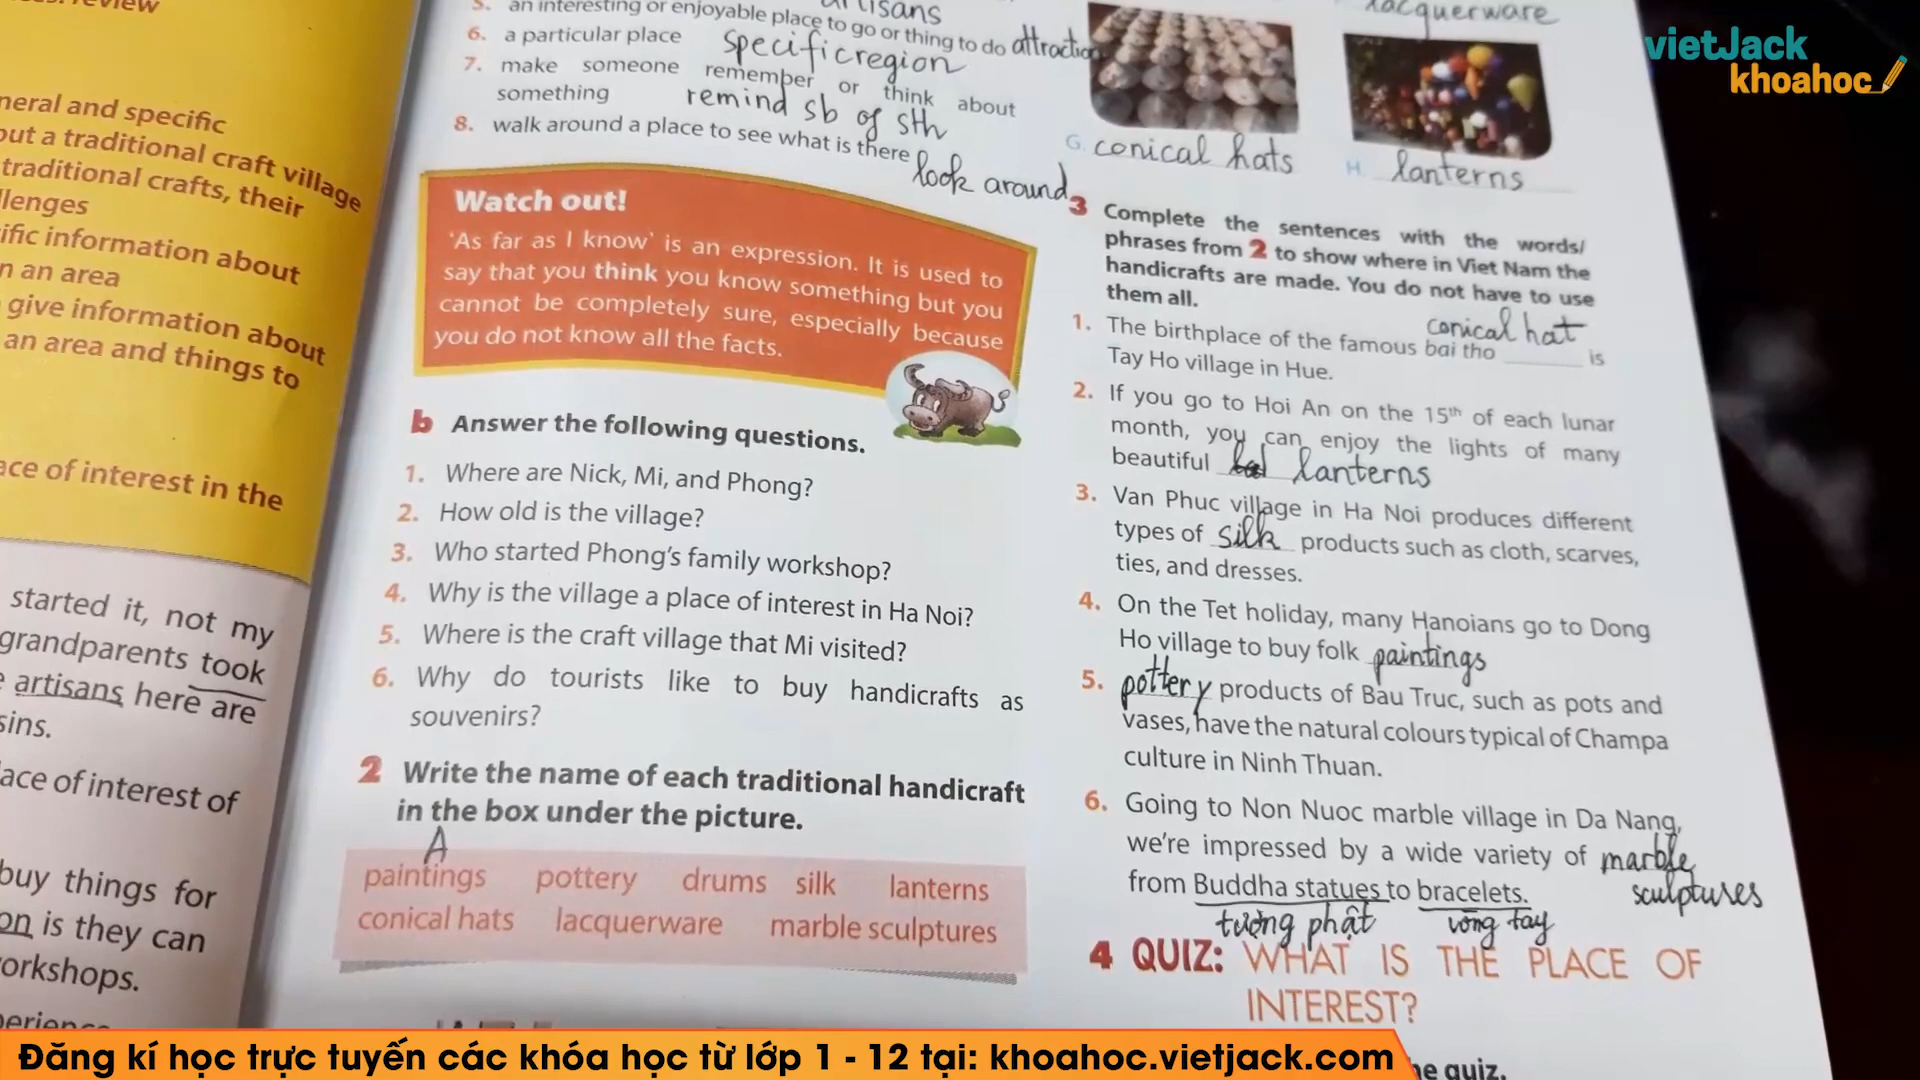 vietJack
khoahoc
neral and specific
out a traditional craft village
traditional crafts, their
llenges
ific information about
n an area
give information about
an area and things to
ace of interest in the
started it, not my
grandparents took
artisans here are
sins.
lace of interest of
buy things for
on is they can
orkshops.
artisans
5. an interesting or enjoyable place to go or thing to do attraction
6. a particular place specific region
7. make someone remember or think about
something remind sb of sth
8. walk around a place to see what is there look around
Watch out!
'As far as I know' is an expression. It is used to
say that you think you know something but you
cannot be completely sure, especially because
you do not know all the facts.
b Answer the following questions.
1. Where are Nick, Mi, and Phong?
2. How old is the village?
3. Who started Phong's family workshop?
4. Why is the village a place of interest in Ha Noi?
5. Where is the craft village that Mi visited?
6. Why do tourists like to buy handicrafts as
souvenirs?
2 Write the name of each traditional handicraft
in the box under the picture.
A
paintings pottery drums silk lanterns
conical hats lacquerware marble sculptures
lacquerware
G. conical hats
H. lanterns
3 Complete the sentences with the words/
phrases from 2 to show where in Viet Nam the
handicrafts are made. You do not have to use
them all.
conical hat
1. The birthplace of the famous bai tho ____ is
Tay Ho village in Hue.
2. If you go to Hoi An on the 15th of each lunar
month, you can enjoy the lights of many
beautiful lanterns
3. Van Phuc village in Ha Noi produces different
types of silk products such as cloth, scarves,
ties, and dresses.
4. On the Tet holiday, many Hanoians go to Dong
Ho village to buy folk paintings
5. pottery products of Bau Truc, such as pots and
vases, have the natural colours typical of Champa
culture in Ninh Thuan.
6. Going to Non Nuoc marble village in Da Nang,
we're impressed by a wide variety of marble
from Buddha statues to bracelets. sculptures
tượng phật vòng tay
4 QUIZ: WHAT IS THE PLACE OF
INTEREST?
quiz.
Đăng kí học trực tuyến các khóa học từ lớp 1 - 12 tại: khoahoc.vietjack.com